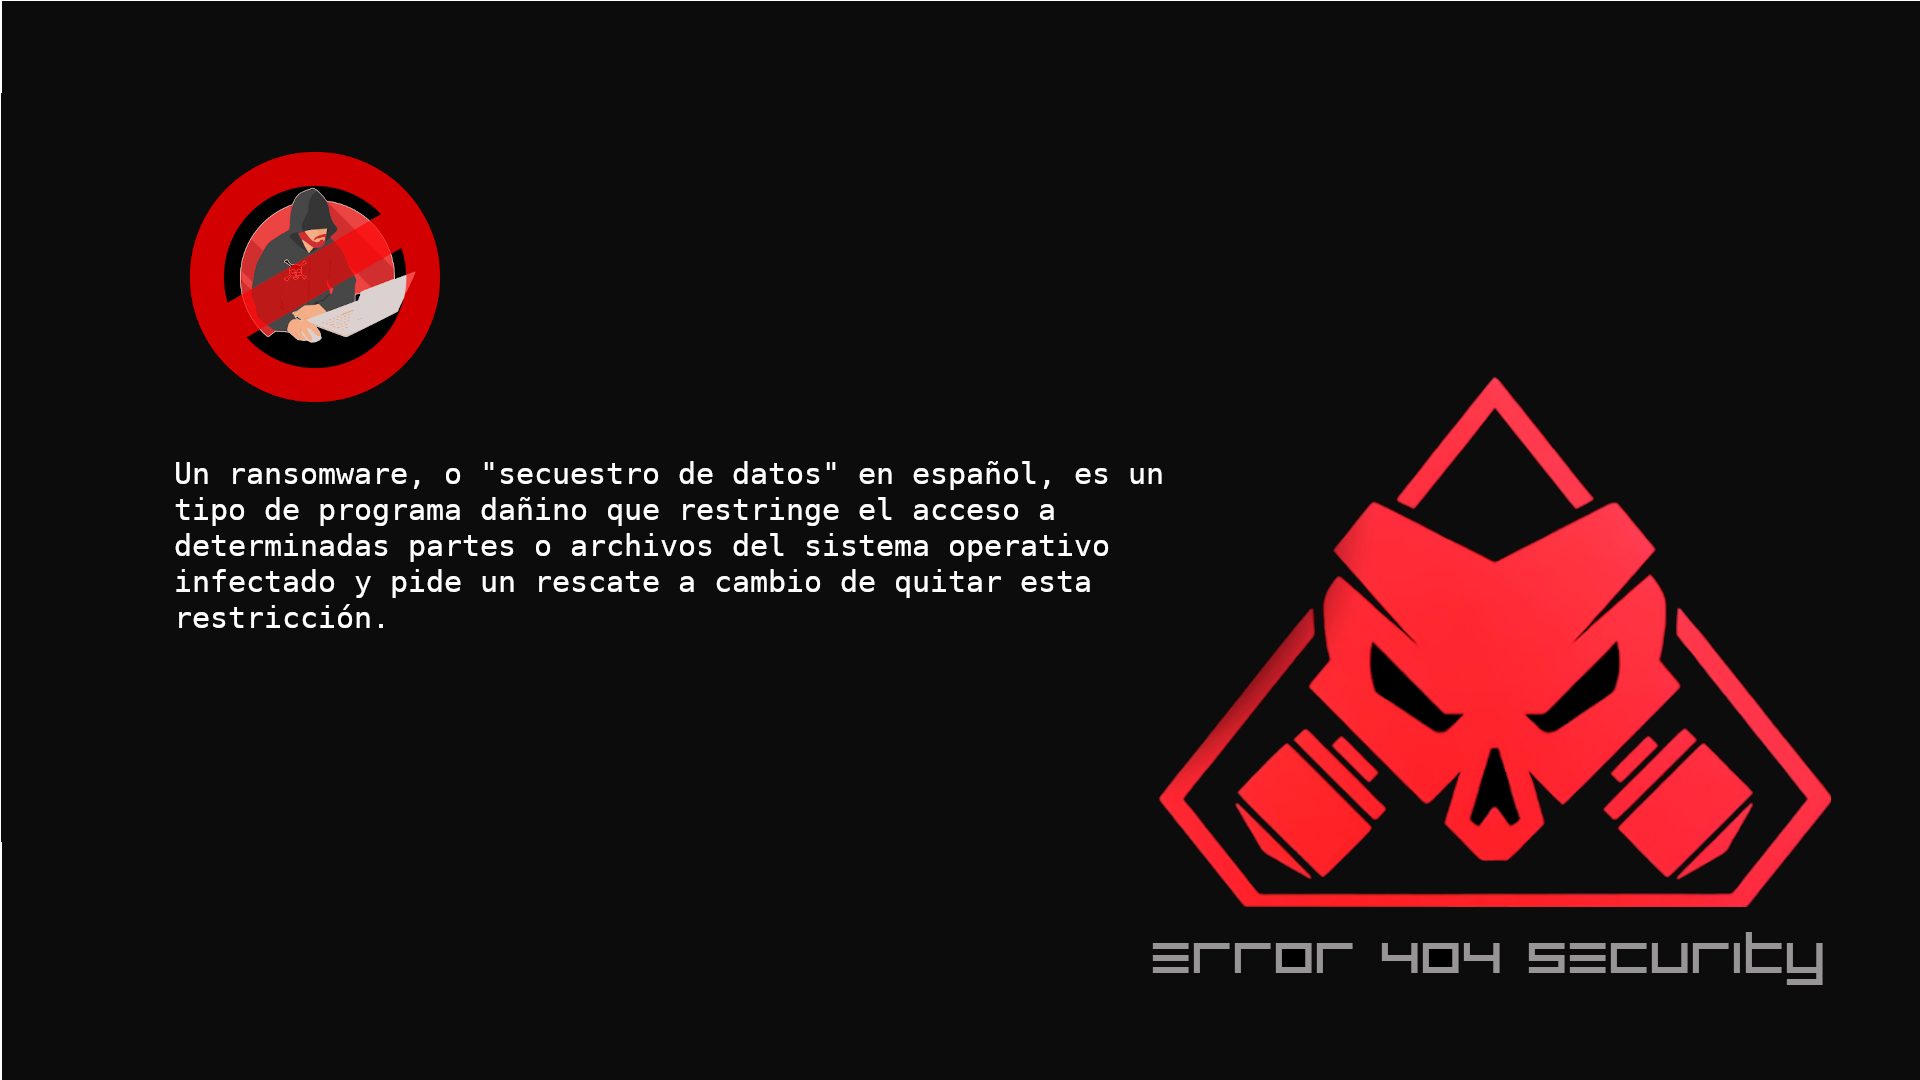 Un ransomware, o "secuestro de datos" en español, es un
tipo de programa dañino que restringe el acceso a
determinadas partes o archivos del sistema operativo
infectado y pide un rescate a cambio de quitar esta
restricción.
Error 404 Security